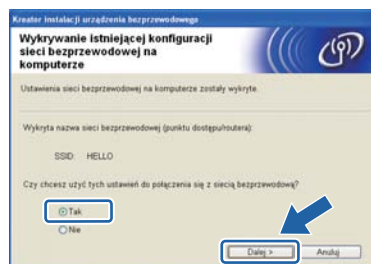 Kreator instalacji urządzenia bezprzewodowego
Wykrywanie istniejącej konfiguracji
sieci bezprzewodowej na
komputerze
Ustawienia sieci bezprzewodowej na komputerze zostały wykryte.
Wykryta nazwa sieci bezprzewodowej (punktu dostępu/routera):
SSID: HELLO
Czy chcesz użyć tych ustawień do połączenia się z siecią bezprzewodową?
Tak
Nie
Dalej >
Anuluj